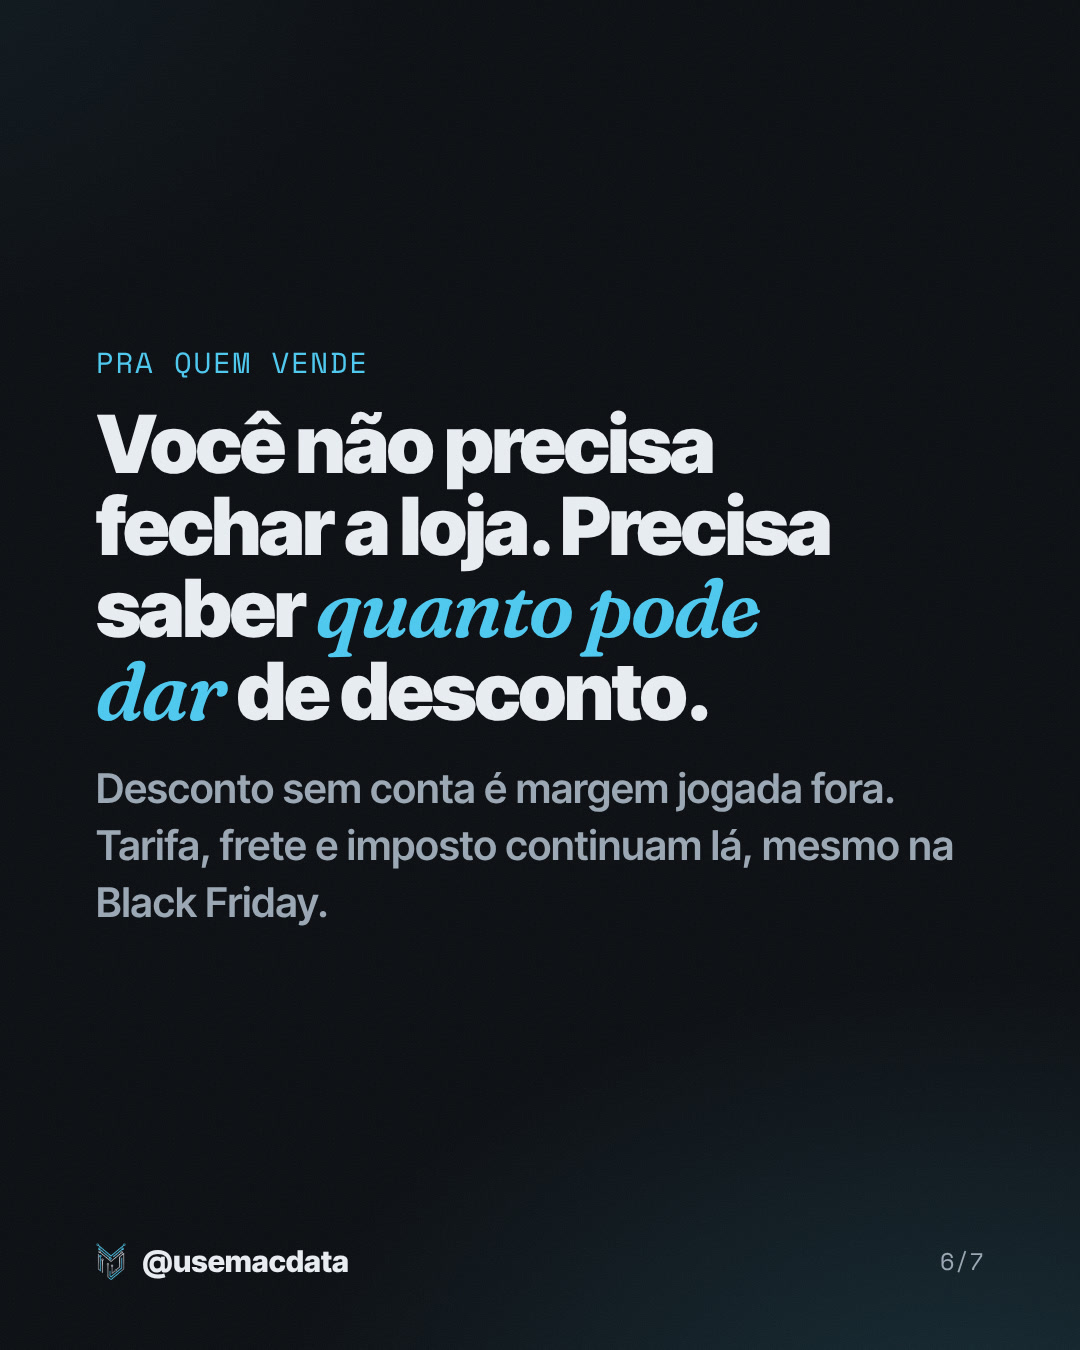 PRA QUEM VENDE
Você não precisa
fechar a loja. Precisa
saber quanto pode
dar de desconto.
Desconto sem conta é margem jogada fora.
Tarifa, frete e imposto continuam lá, mesmo na
Black Friday.
@usemacdata
6/7